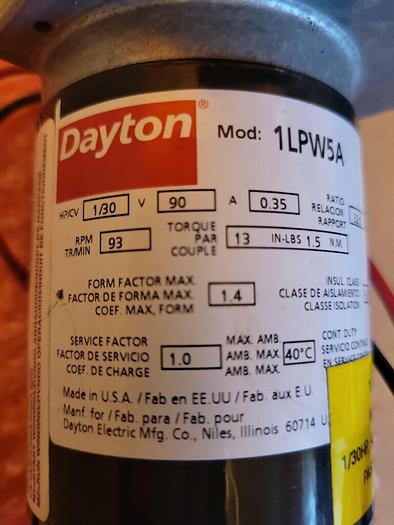 Dayton®
Mod: 1LPW5A
HP/CV 1/30 V 90 A 0.35 RATIO
RELACION
RAPPORT
RPM
TR/MIN 93
TORQUE
PAR
COUPLE 13 IN-LBS 1.5 N.M.
FORM FACTOR MAX.
FACTOR DE FORMA MAX.
COEF. MAX, FORM 1.4
INSUL CLASS
CLASE DE AISLAMIENTO
CLASSE ISOLATION
SERVICE FACTOR
FACTOR DE SERVICIO
COEF. DE CHARGE 1.0
MAX. AMB.
AMB. MAX.
AMB. MAX. 40°C
CONT. DUTY
SERVICIO
EN SERVICE
Made in U.S.A. / Fab en EE.UU / Fab. aux E.U.
Manf. for / Fab. para / Fab. pour
Dayton Electric Mfg. Co., Niles, Illinois 60714
1/30HP